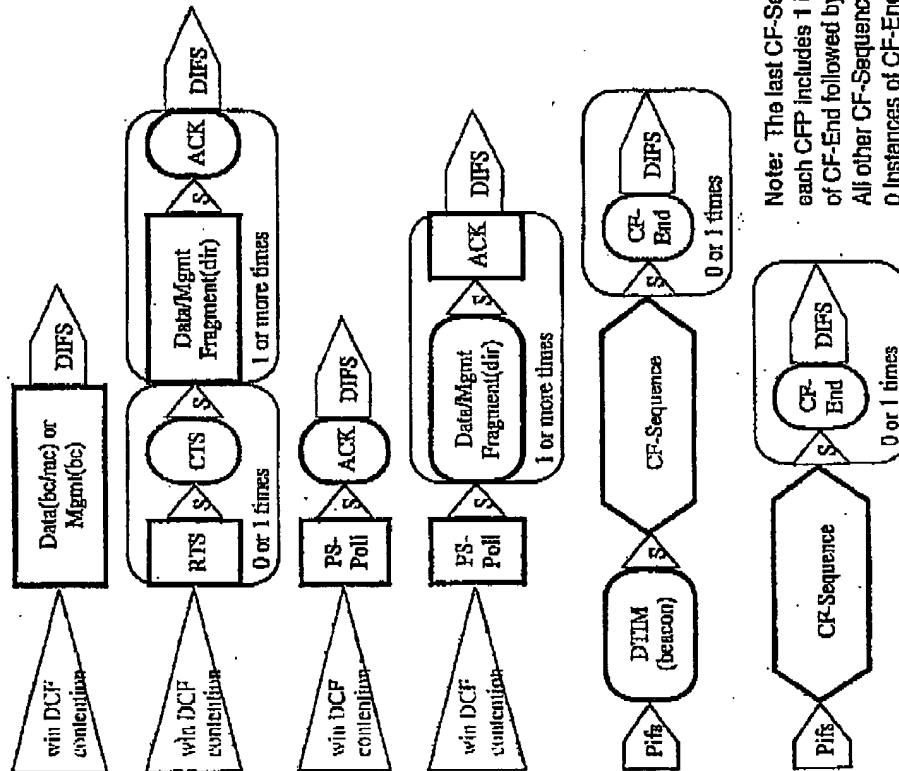 win DCF
contention
Data(bc/mc) or
Mgmt(bc)
DIFS
win DCF
contention
RTS
S
CTS
S
0 or 1 times
Data/Mgmt
Fragment(dir)
S
ACK
1 or more times
DIFS
win DCF
contention
PS-
Poll
S
ACK
DIFS
win DCF
contention
PS-
Poll
S
Data/Mgmt
Fragment(dir)
S
ACK
1 or more times
DIFS
Pifs
DTIM
(beacon)
S
CF-Sequence
S
CF-
End
DIFS
0 or 1 times
Pifs
CF-Sequence
S
CF-
End
DIFS
0 or 1 times
Note: The last CF-Se
each CFP includes 1
of CF-End followed by
All other CF-Sequenc
0 Instances of CF-End